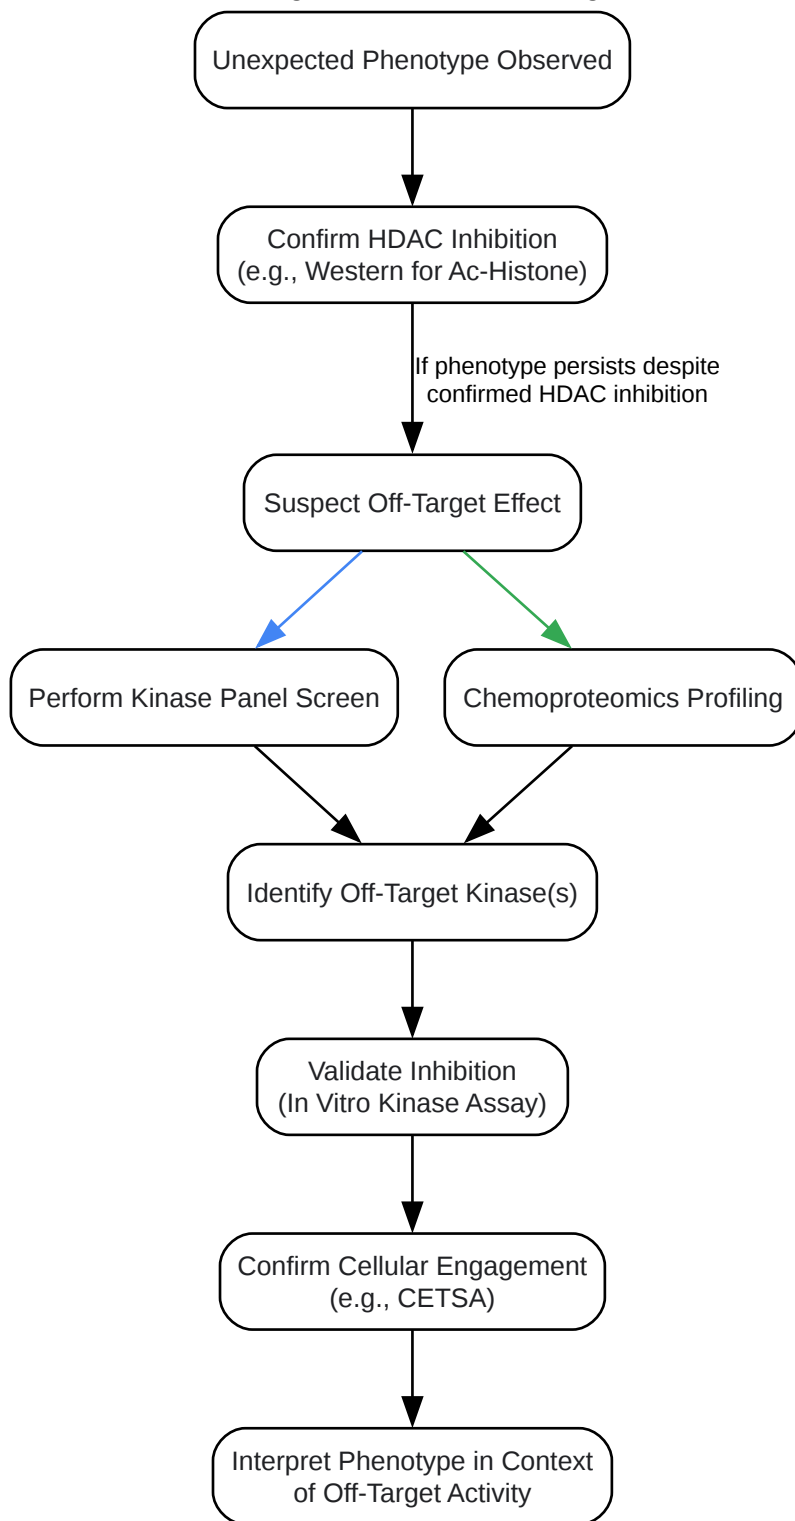 Unexpected Phenotype Observed
Confirm HDAC Inhibition
(e.g., Western for Ac-Histone)
If phenotype persists despite
confirmed HDAC inhibition
Suspect Off-Target Effect
Perform Kinase Panel Screen
Chemoproteomics Profiling
Identify Off-Target Kinase(s)
Validate Inhibition
(In Vitro Kinase Assay)
Confirm Cellular Engagement
(e.g., CETSA)
Interpret Phenotype in Context
of Off-Target Activity